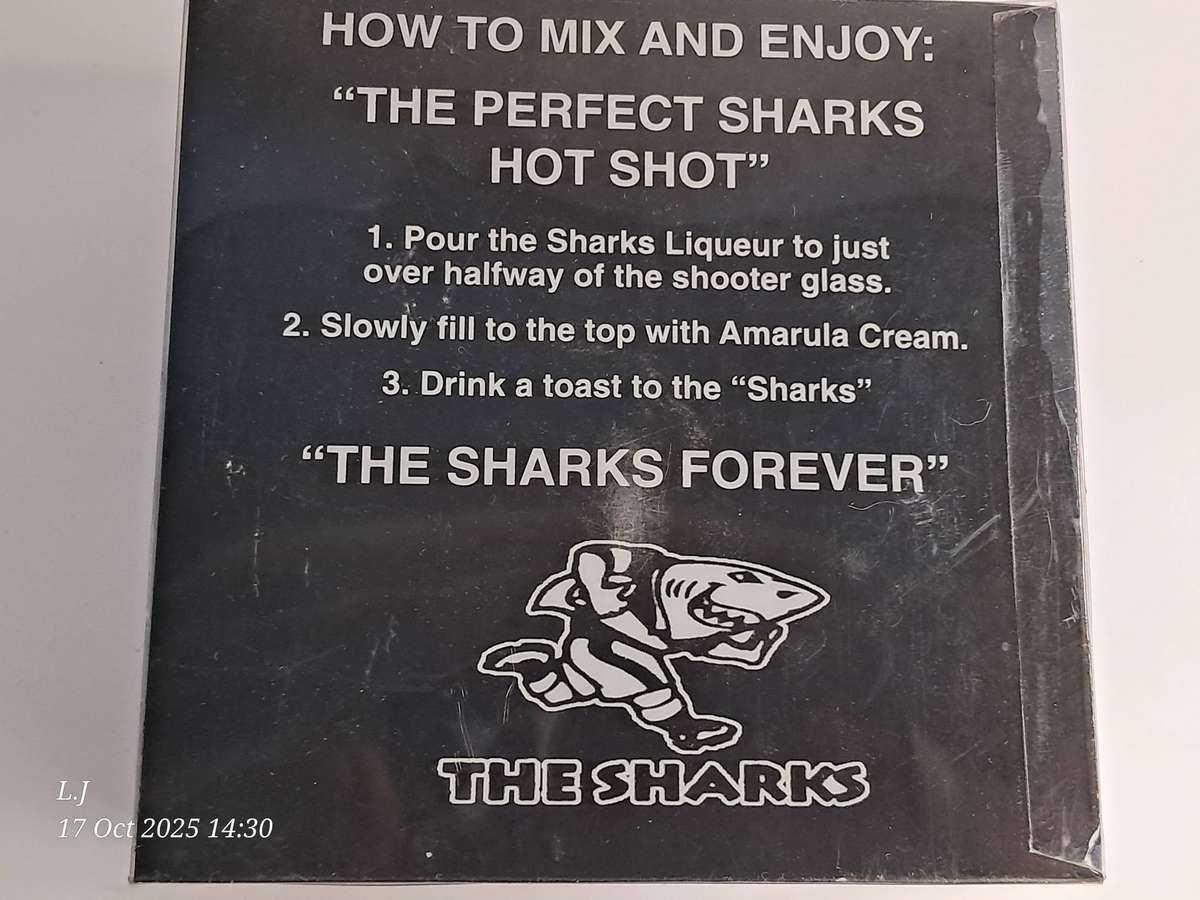 HOW TO MIX AND ENJOY:
“THE PERFECT SHARKS
HOT SHOT”
1. Pour the Sharks Liqueur to just
over halfway of the shooter glass.
2. Slowly fill to the top with Amarula Cream.
3. Drink a toast to the “Sharks”
“THE SHARKS FOREVER”
THE SHARKS
L.J
17 Oct 2025 14:30